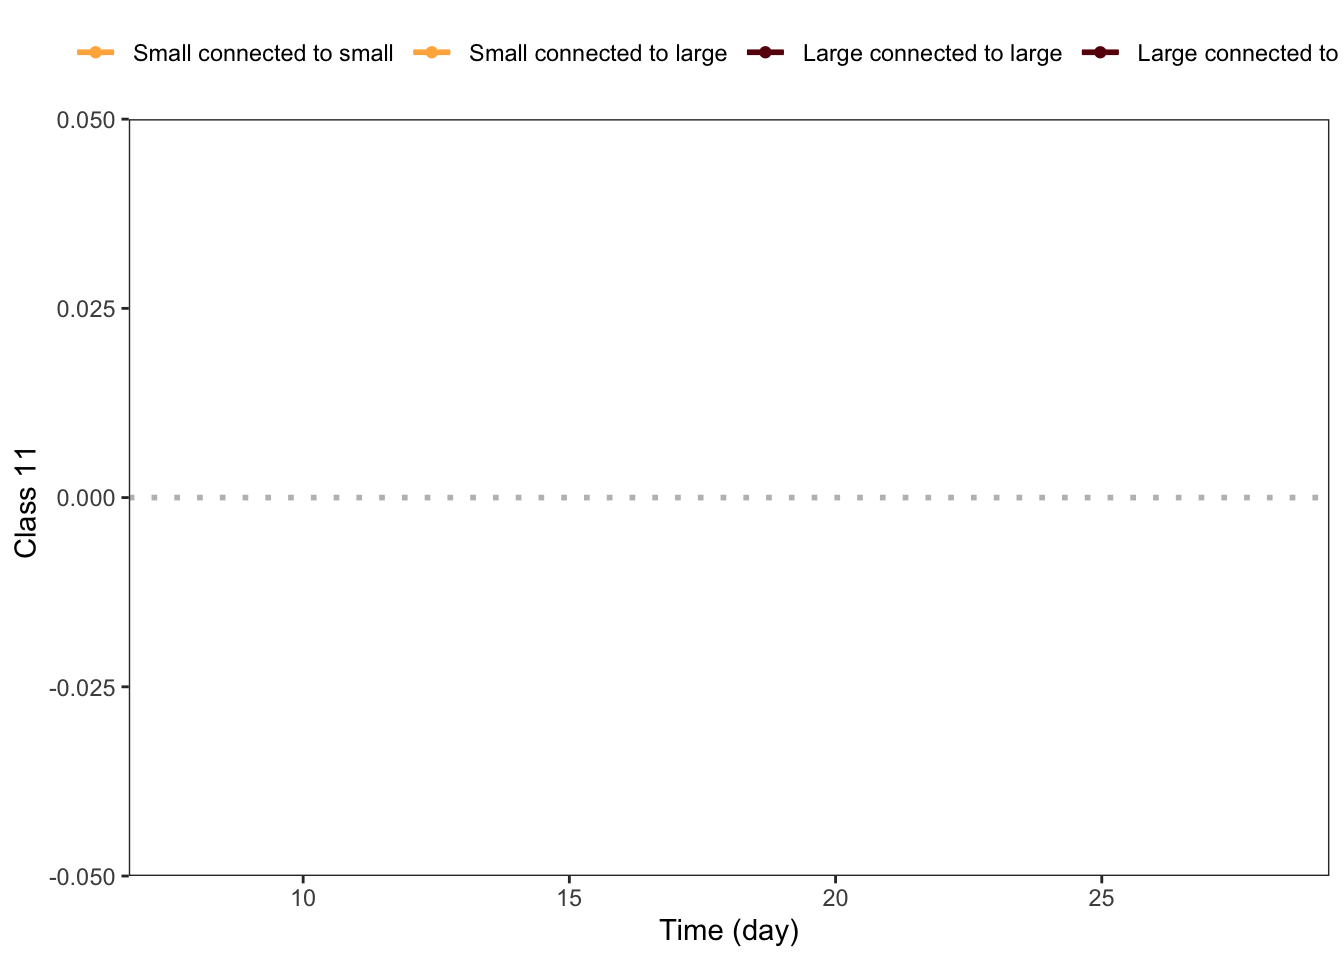 Small connected to small Small connected to large Large connected to large Large connected to
0.050
0.025
0.000
-0.025
-0.050
Class 11
10 15 20 25
Time (day)